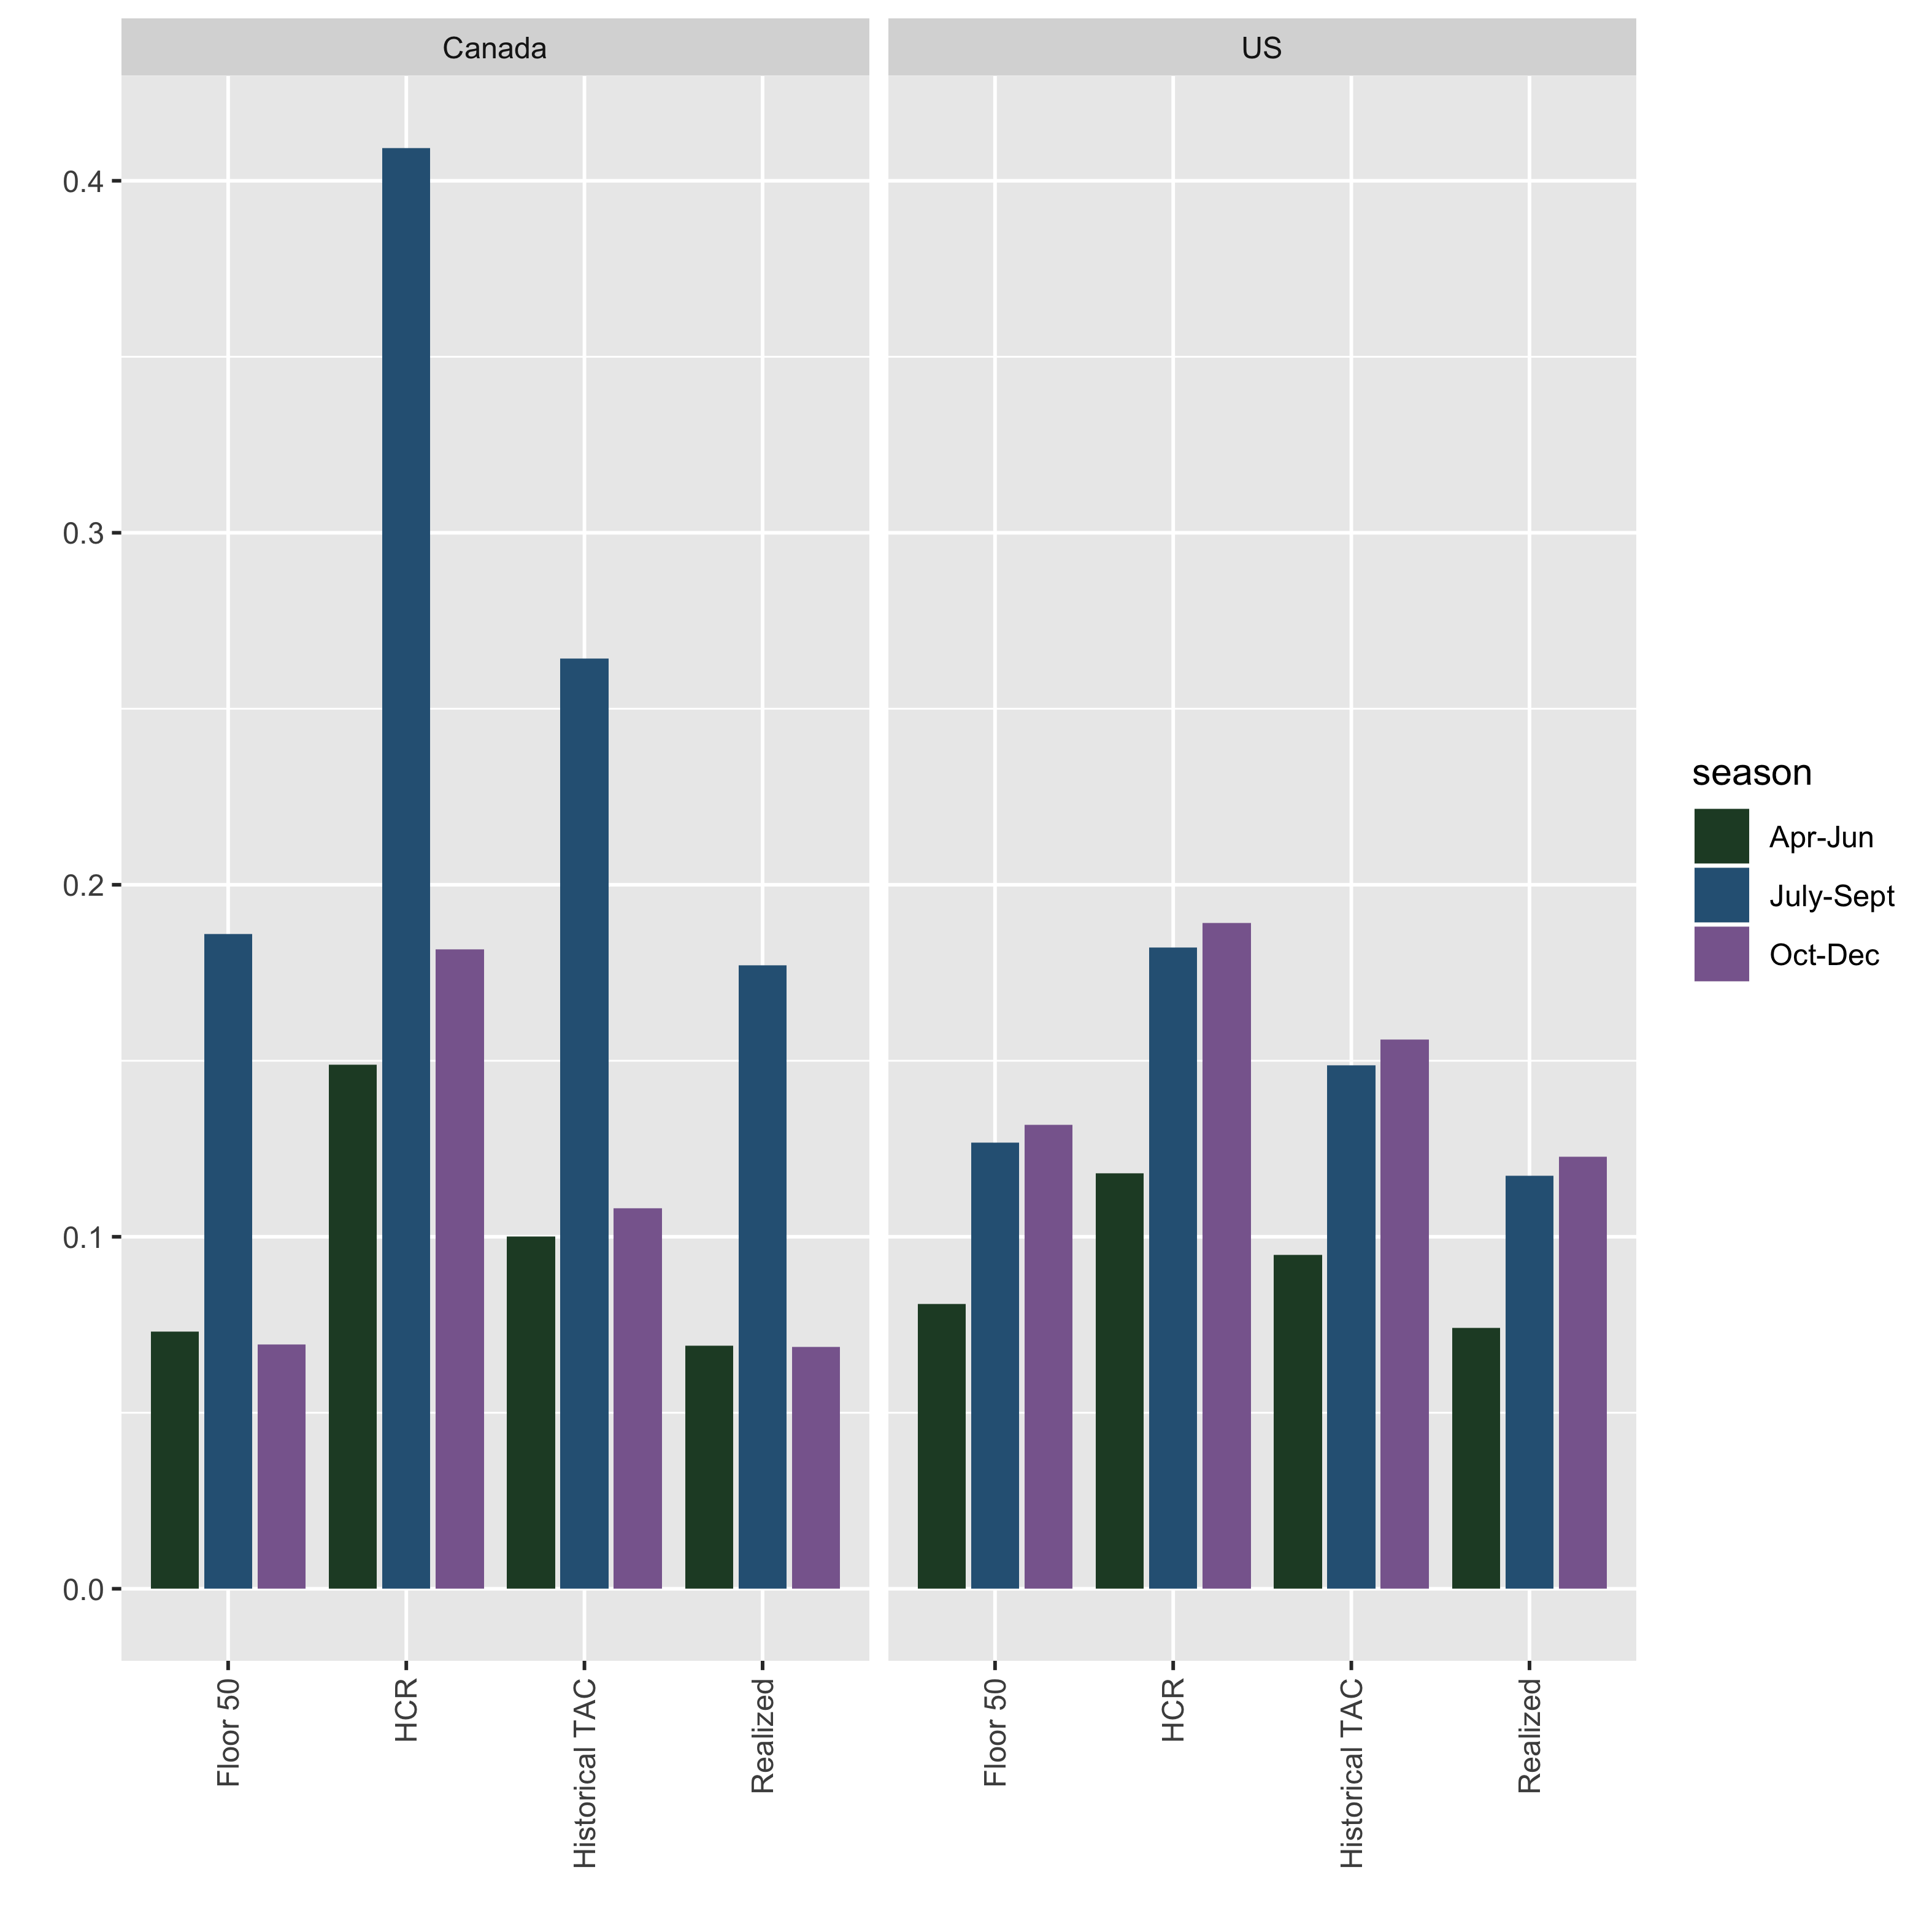 Canada
US
0.4
0.3
0.2
0.1
0.0
Floor 50
HCR
Historical TAC
Realized
Floor 50
HCR
Historical TAC
Realized
season
Apr-Jun
July-Sept
Oct-Dec